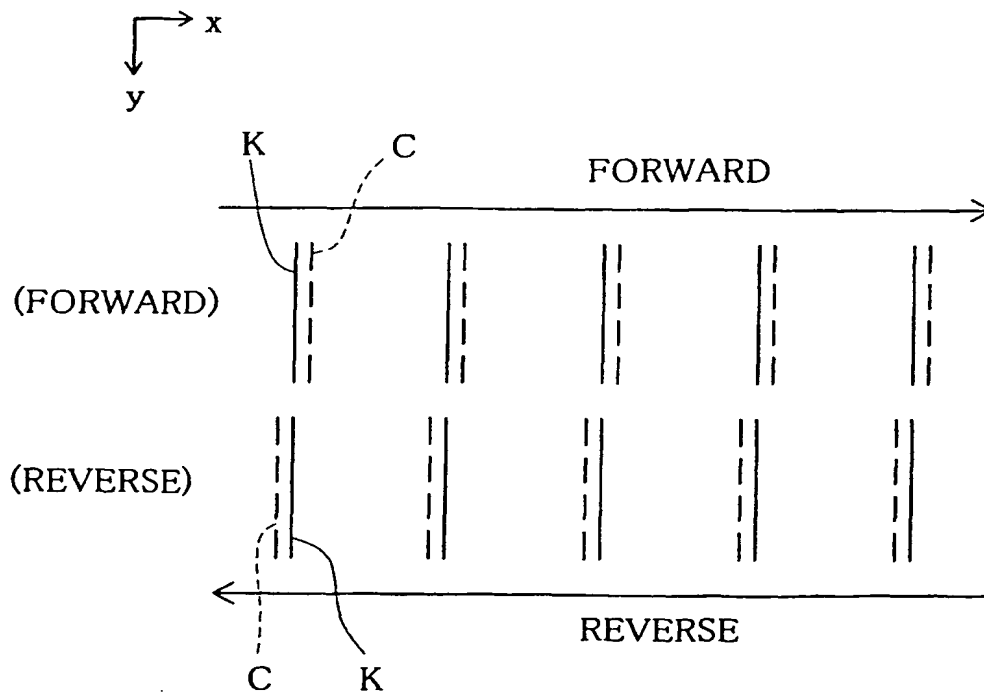 x
y
K C
FORWARD
(FORWARD)
(REVERSE)
REVERSE
C K